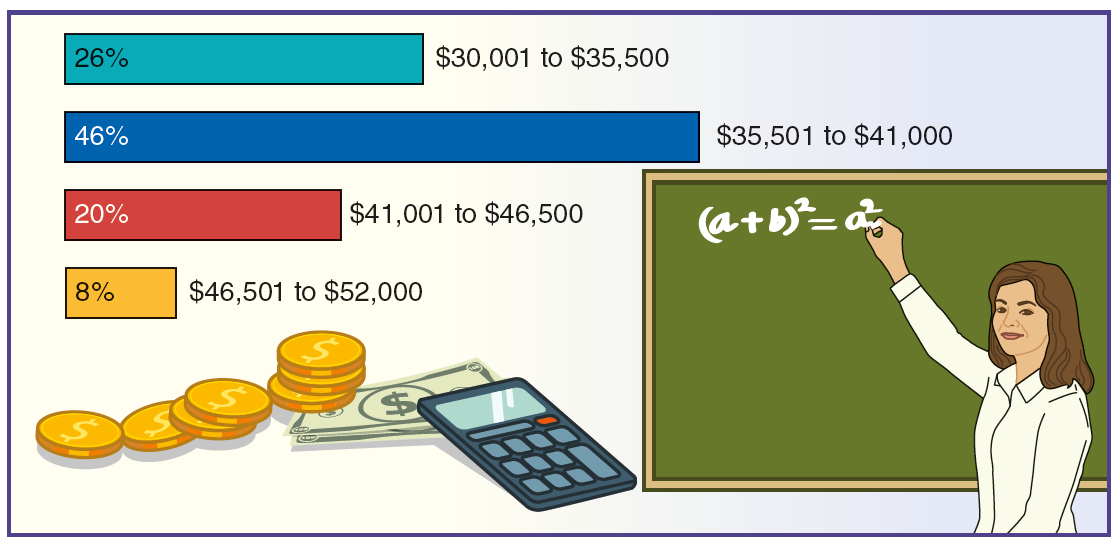 26% $30,001 to $35,500
46% $35,501 to $41,000
20% $41,001 to $46,500
8% $46,501 to $52,000
(a+b)²=a²